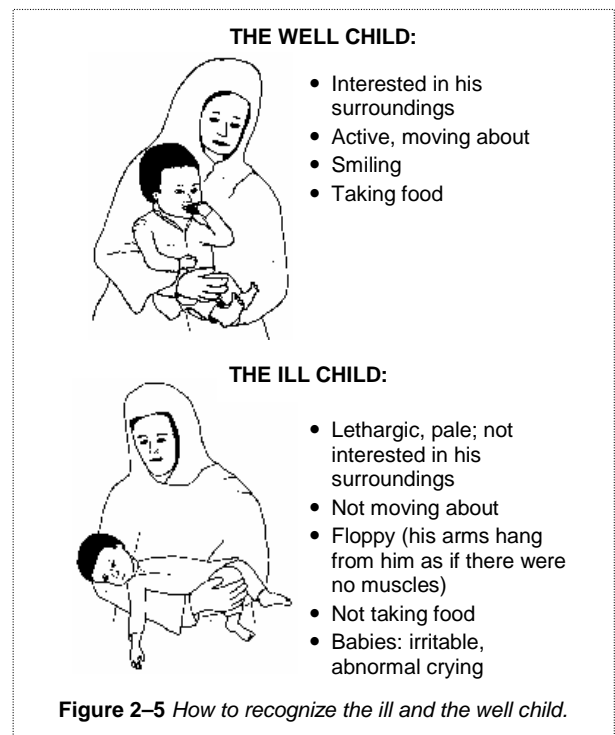 THE WELL CHILD:
• Interested in his
surroundings
• Active, moving about
• Smiling
• Taking food
THE ILL CHILD:
• Lethargic, pale; not
interested in his
surroundings
• Not moving about
• Floppy (his arms hang
from him as if there were
no muscles)
• Not taking food
• Babies: irritable,
abnormal crying
Figure 2–5 How to recognize the ill and the well child.